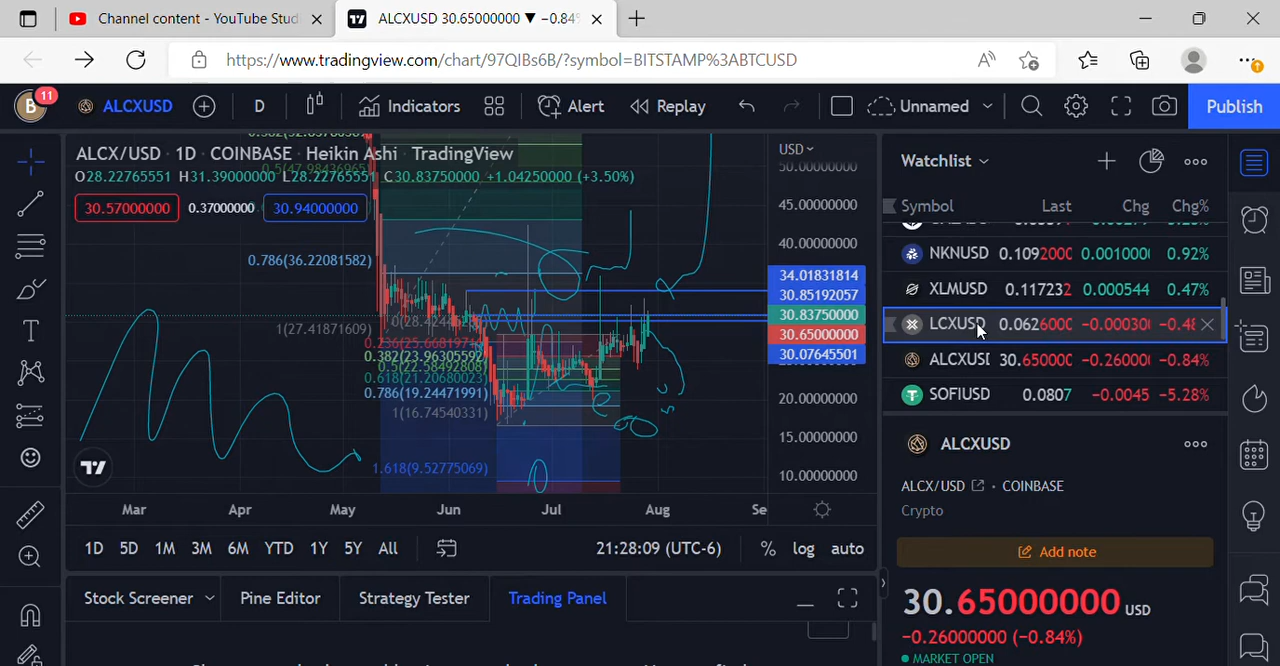 Channel content - YouTube Stud
ALCXUSD 30.65000000 ▼ −0.84%
https://www.tradingview.com/chart/97QIBs6B/?symbol=BITSTAMP%3ABTCUSD
B 11 ALCXUSD D Indicators Alert Replay Unnamed Publish
ALCX/USD · 1D · COINBASE · Heikin Ashi · TradingView
O28.22765551 H31.39000000 L28.22765551 C30.83750000 +1.04250000 (+3.50%)
30.57000000 0.37000000 30.94000000
USD
50.00000000
45.00000000
40.00000000
0.786(36.22081582)
34.01831814
30.85192057
30.83750000
30.65000000
30.07645501
1(27.41871609)
0.382(23.96305592)
0.5(22.58492808)
0.618(21.20680023)
0.786(19.24471991)
1(16.74540331)
1.618(9.52775069)
20.00000000
15.00000000
10.00000000
Mar Apr May Jun Jul Aug Se
1D 5D 1M 3M 6M YTD 1Y 5Y All 21:28:09 (UTC-6) % log auto
Stock Screener Pine Editor Strategy Tester Trading Panel
Watchlist
Symbol Last Chg Chg%
NKNUSD 0.1092000 0.001000 0.92%
XLMUSD 0.117232 0.000544 0.47%
LCXUSD 0.0626000 −0.000300 −0.48
ALCXUSD 30.650000 −0.260000 −0.84%
SOFIUSD 0.0807 −0.0045 −5.28%
ALCXUSD
ALCX/USD · COINBASE
Crypto
Add note
30.65000000 USD
−0.26000000 (−0.84%)
MARKET OPEN